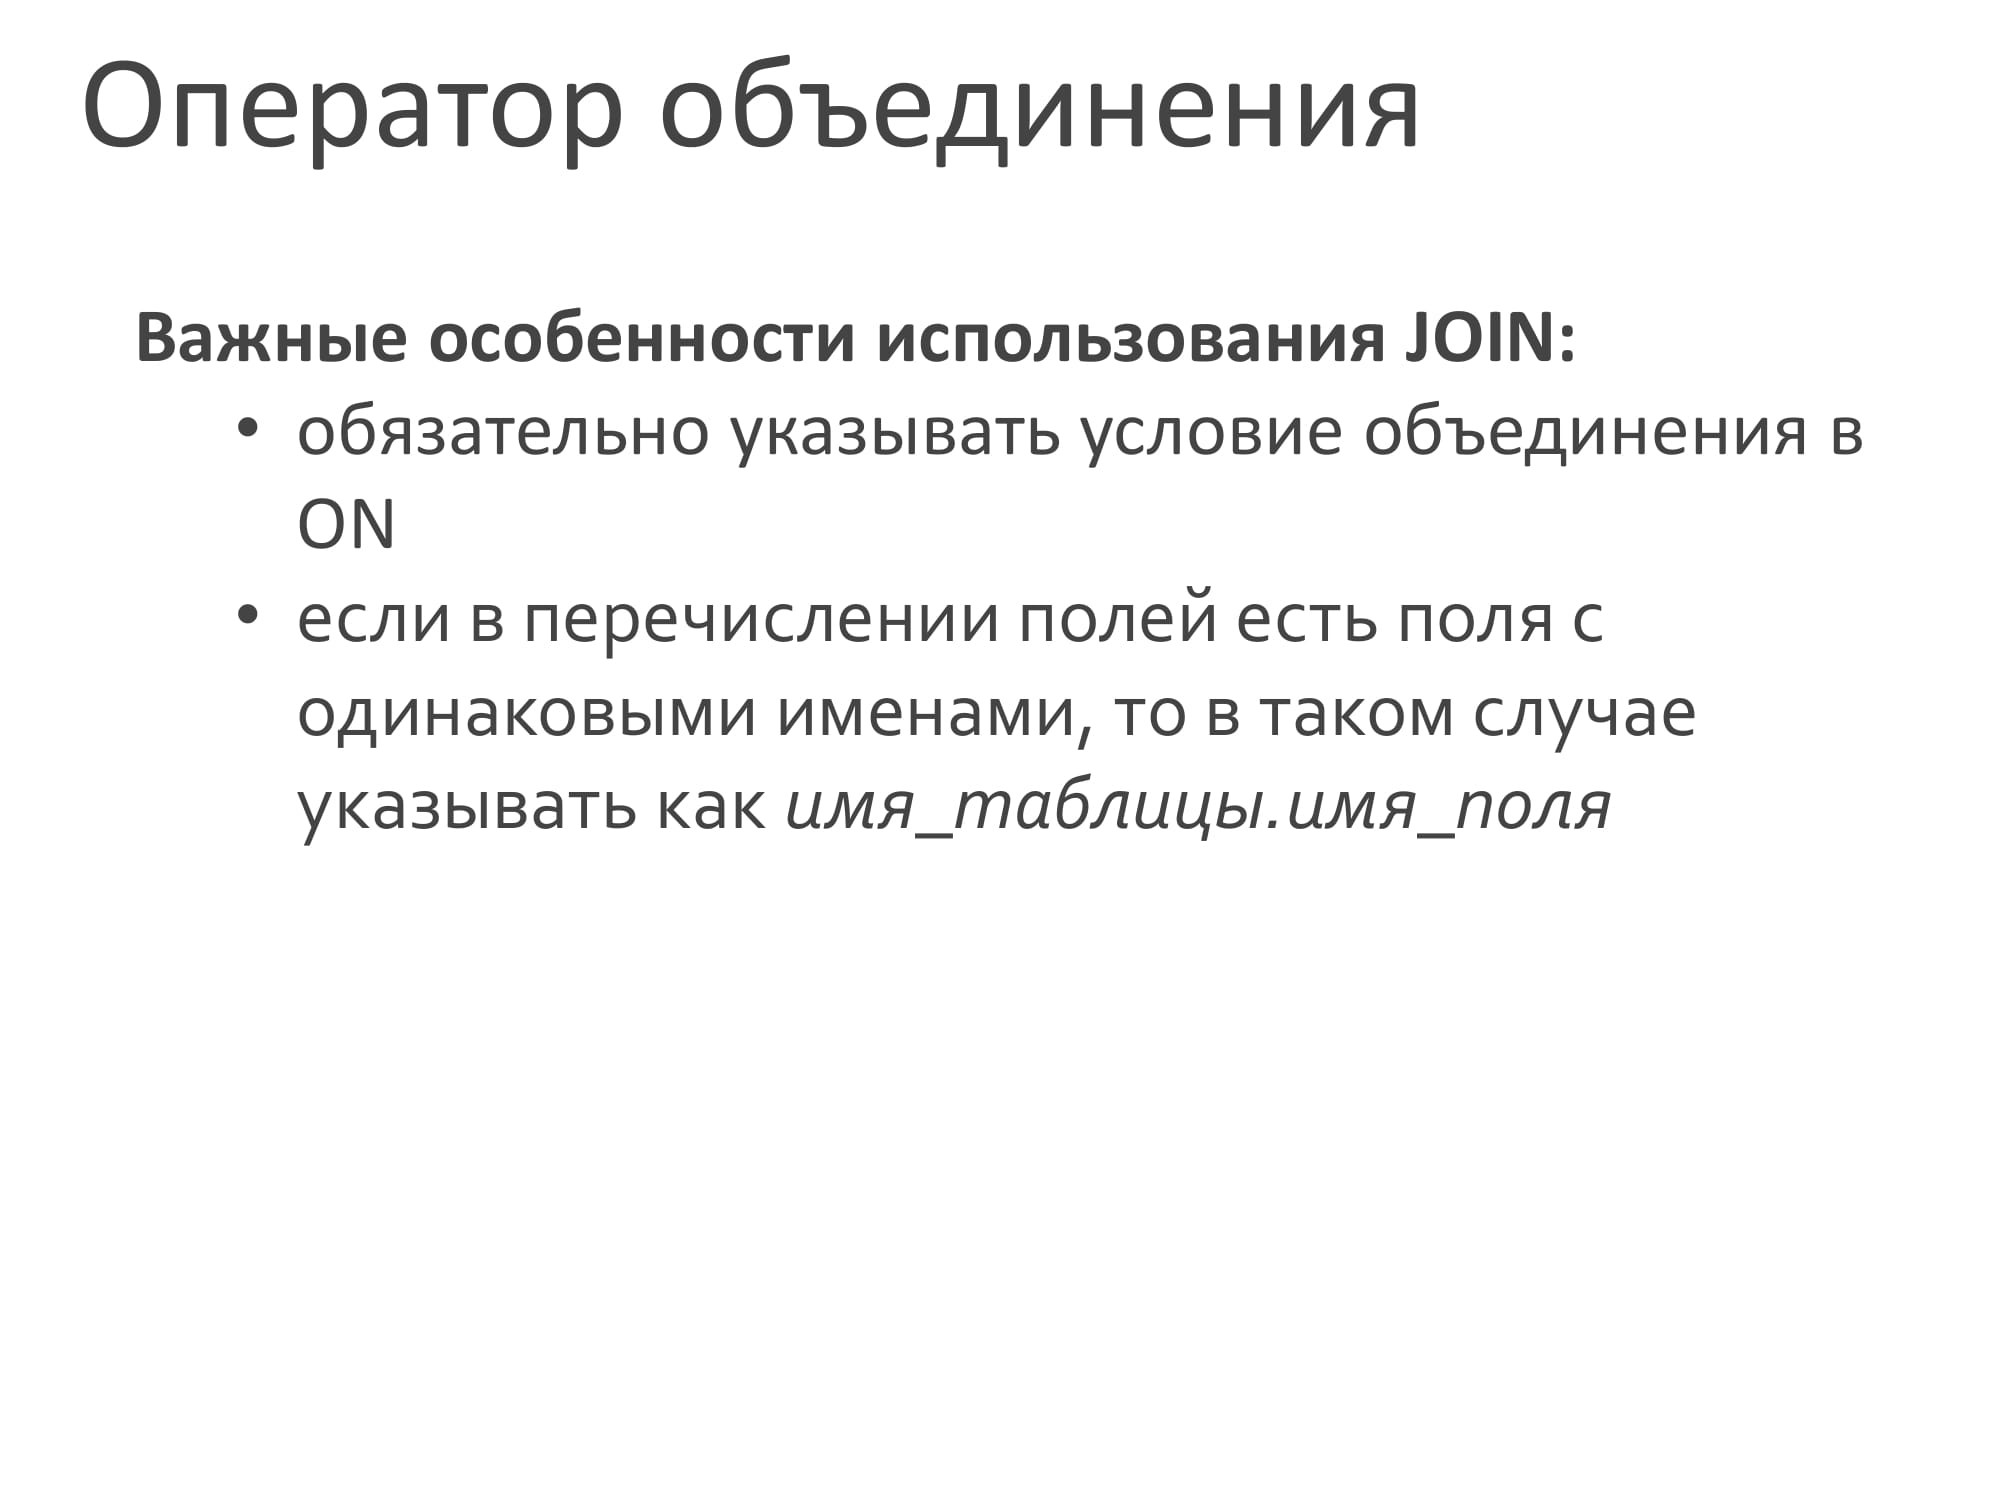 Оператор объединения
Важные особенности использования JOIN:
• обязательно указывать условие объединения в
ON
• если в перечислении полей есть поля с
одинаковыми именами, то в таком случае
указывать как имя_таблицы.имя_поля